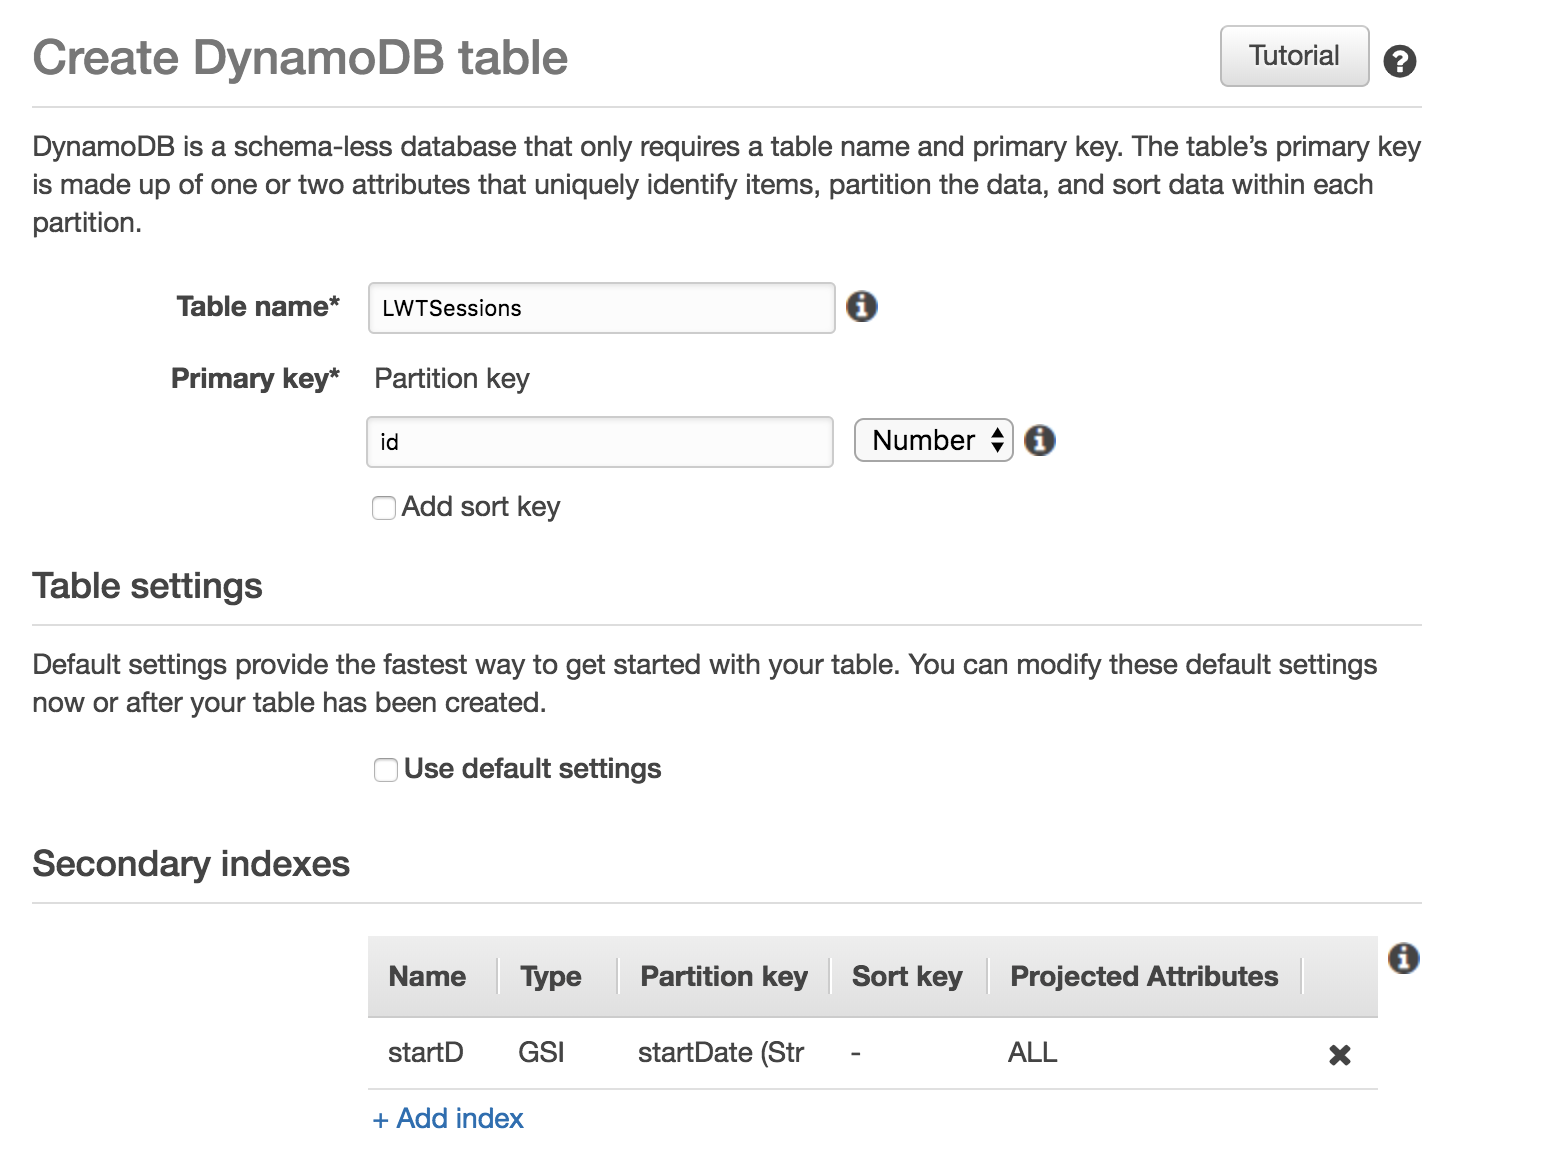 Create DynamoDB table
Tutorial
DynamoDB is a schema-less database that only requires a table name and primary key. The table’s primary key
is made up of one or two attributes that uniquely identify items, partition the data, and sort data within each
partition.
Table name* LWTSessions
Primary key* Partition key
id Number
Add sort key
Table settings
Default settings provide the fastest way to get started with your table. You can modify these default settings
now or after your table has been created.
Use default settings
Secondary indexes
Name Type Partition key Sort key Projected Attributes
startD GSI startDate (Str - ALL
+ Add index